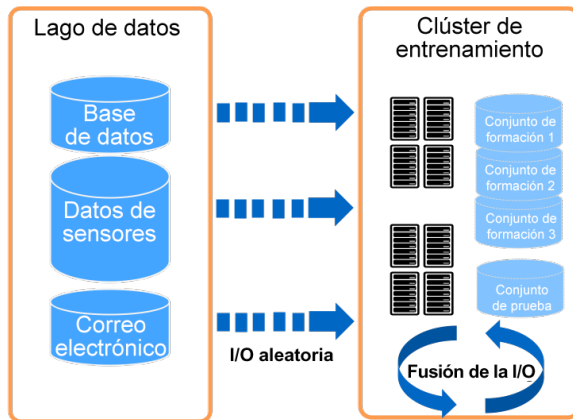 Lago de datos
Base
de datos
Datos de
sensores
Correo
electrónico
I/O aleatoria
Clúster de
entrenamiento
Conjunto de
formación 1
Conjunto de
formación 2
Conjunto de
formación 3
Conjunto
de prueba
Fusión de la I/O